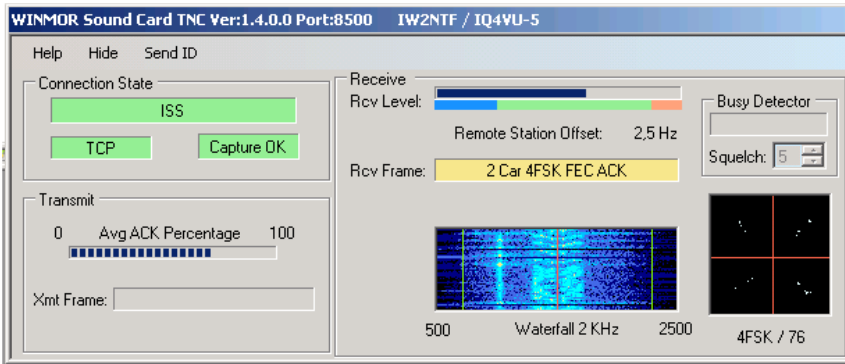 WINMOR Sound Card TNC Ver:1.4.0.0 Port:8500 IW2NTF / IQ4VU-5
Help Hide Send ID
Connection State
ISS
TCP Capture OK
Transmit
0 Avg ACK Percentage 100
Xmt Frame:
Receive
Rcv Level:
Remote Station Offset: 2,5 Hz
Rcv Frame: 2 Car 4FSK FEC ACK
500 Waterfall 2 KHz 2500
Busy Detector
Squelch: 5
4FSK / 76